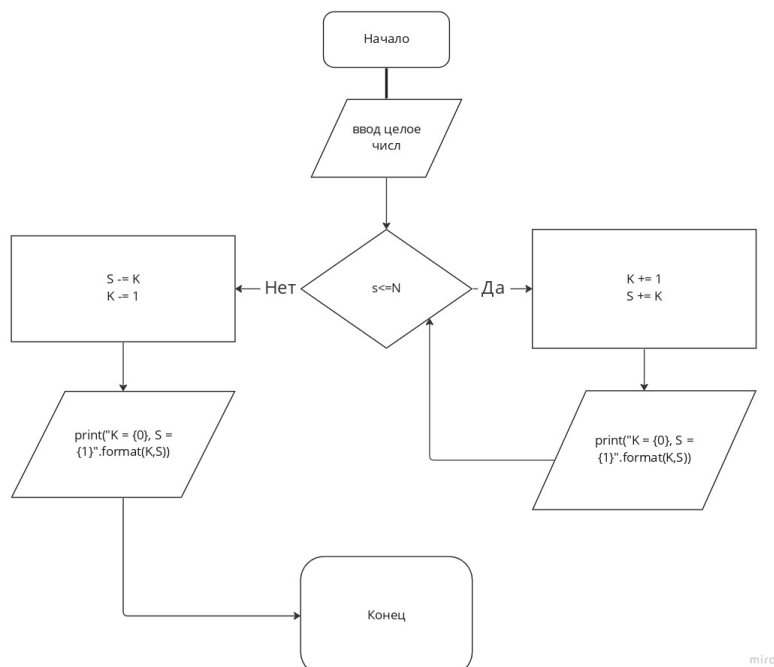 Начало
ввод целое
числ
s<=N
Нет
Да
S -= K
K -= 1
K += 1
S += K
print("K = {0}, S =
{1}".format(K,S))
print("K = {0}, S =
{1}".format(K,S))
Конец
miro